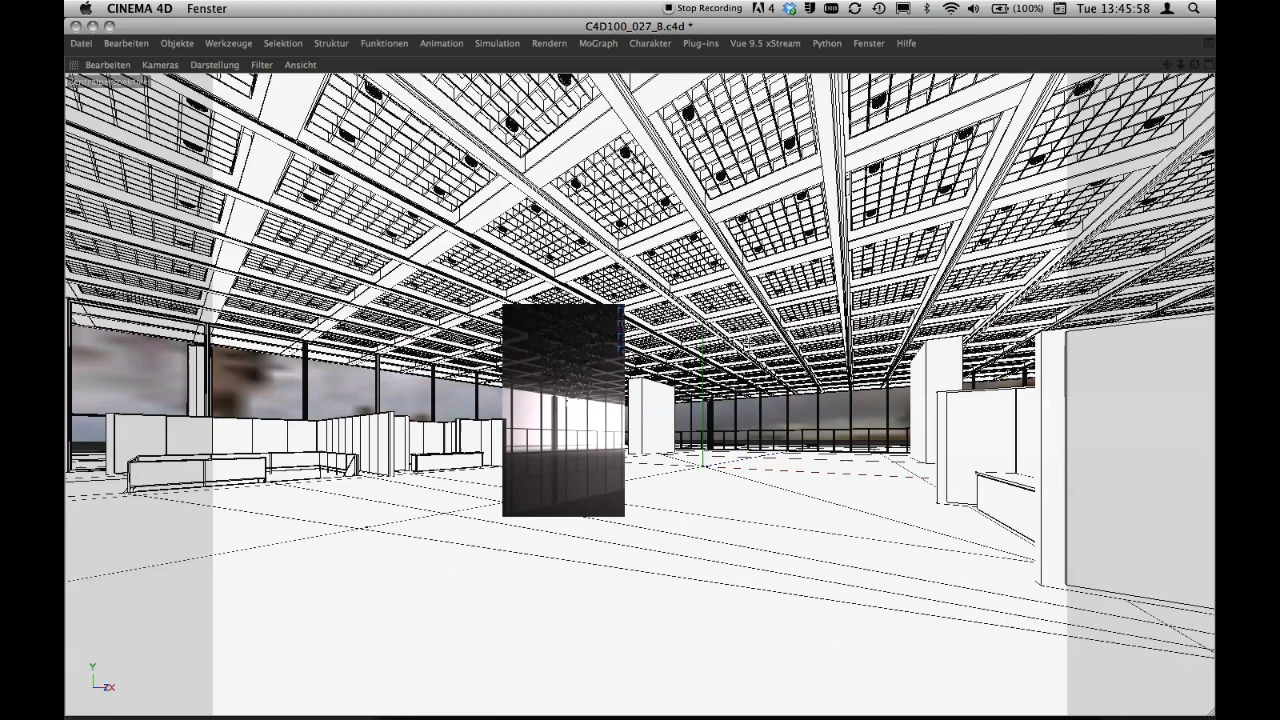 CINEMA 4D Fenster Stop Recording 4 (100%) Tue 13:45:58
C4D100_027_B.c4d *
Datei Bearbeiten Objekte Werkzeuge Selektion Struktur Funktionen Animation Simulation Rendern MoGraph Charakter Plug-ins Vue 9.5 xStream Python Fenster Hilfe
Bearbeiten Kameras Darstellung Filter Ansicht
Y
ZX